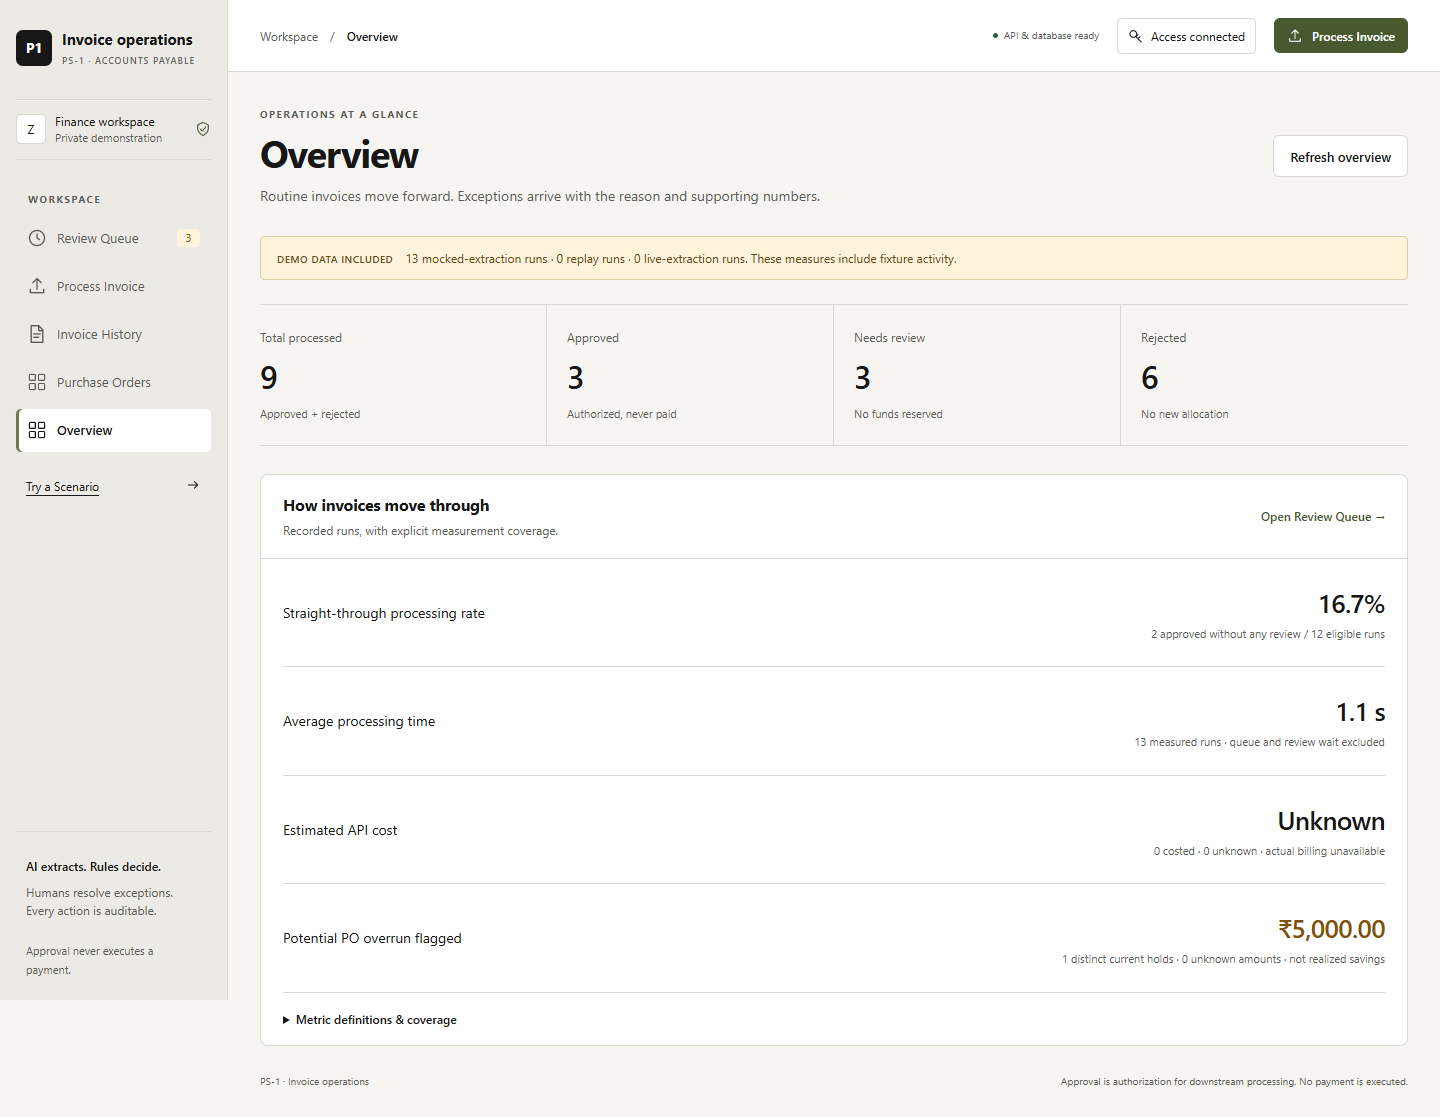 P1
Invoice operations
PS-1 · ACCOUNTS PAYABLE
Z
Finance workspace
Private demonstration
WORKSPACE
Review Queue 3
Process Invoice
Invoice History
Purchase Orders
Overview
Try a Scenario →
AI extracts. Rules decide.
Humans resolve exceptions.
Every action is auditable.
Approval never executes a
payment.
Workspace / Overview
API & database ready
Access connected
Process Invoice
OPERATIONS AT A GLANCE
Overview
Refresh overview
Routine invoices move forward. Exceptions arrive with the reason and supporting numbers.
DEMO DATA INCLUDED 13 mocked-extraction runs · 0 replay runs · 0 live-extraction runs. These measures include fixture activity.
Total processed
9
Approved + rejected
Approved
3
Authorized, never paid
Needs review
3
No funds reserved
Rejected
6
No new allocation
How invoices move through
Recorded runs, with explicit measurement coverage.
Open Review Queue →
Straight-through processing rate
16.7%
2 approved without any review / 12 eligible runs
Average processing time
1.1 s
13 measured runs · queue and review wait excluded
Estimated API cost
Unknown
0 costed · 0 unknown · actual billing unavailable
Potential PO overrun flagged
₹5,000.00
1 distinct current holds · 0 unknown amounts · not realized savings
▶ Metric definitions & coverage
PS-1 · Invoice operations
Approval is authorization for downstream processing. No payment is executed.